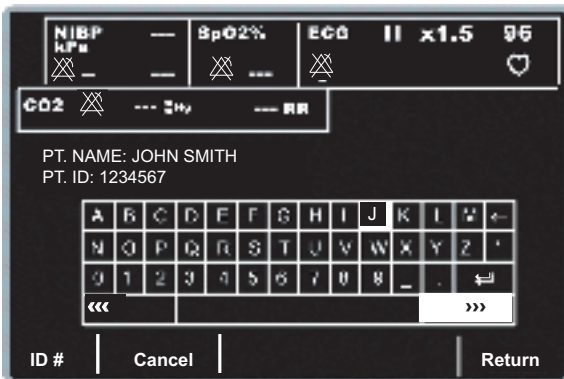 NIBP --- SpO2% ECG II x1.5 96
kPa
--- ---
CO2 --- --- RR
PT. NAME: JOHN SMITH
PT. ID: 1234567
A B C D E F G H I J K L M ←
N O P Q R S T U V W X Y Z '
0 1 2 3 4 5 6 7 8 9 _ . ↵
‹‹‹ ›››
ID # Cancel Return